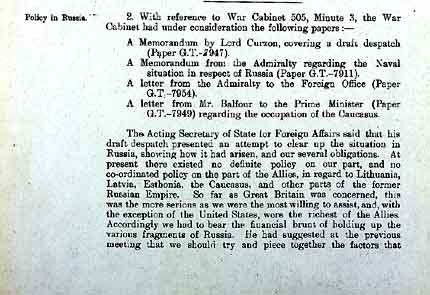 Policy in Russia.
2. With reference to War Cabinet 505, Minute 3, the War
Cabinet had under consideration the following papers :—
A Memorandum by Lord Curzon, covering a draft despatch
(Paper G.T.-7947).
A Memorandum from the Admiralty regarding the Naval
situation in respect of Russia (Paper G.T.-7911).
A letter from the Admiralty to the Foreign Office (Paper
G.T.-7954).
A letter from Mr. Balfour to the Prime Minister (Paper
G.T.-7949) regarding the occupation of the Caucasus.
The Acting Secretary of State for Foreign Affairs said that his
draft despatch presented an attempt to clear up the situation in
Russia, showing how it had arisen, and our several obligations. At
present there existed no definite policy on our part, and no
co-ordinated policy on the part of the Allies, in regard to Lithuania,
Latvia, Esthonia, the Caucasus, and other parts of the former
Russian Empire. So far as Great Britain was concerned, this
was the more serious as we were the most willing to assist, and, with
the exception of the United States, were the richest of the Allies.
Accordingly we had to bear the financial brunt of holding up the
various fragments of Russia. He had suggested at the previous
meeting that we should try and piece together the factors that